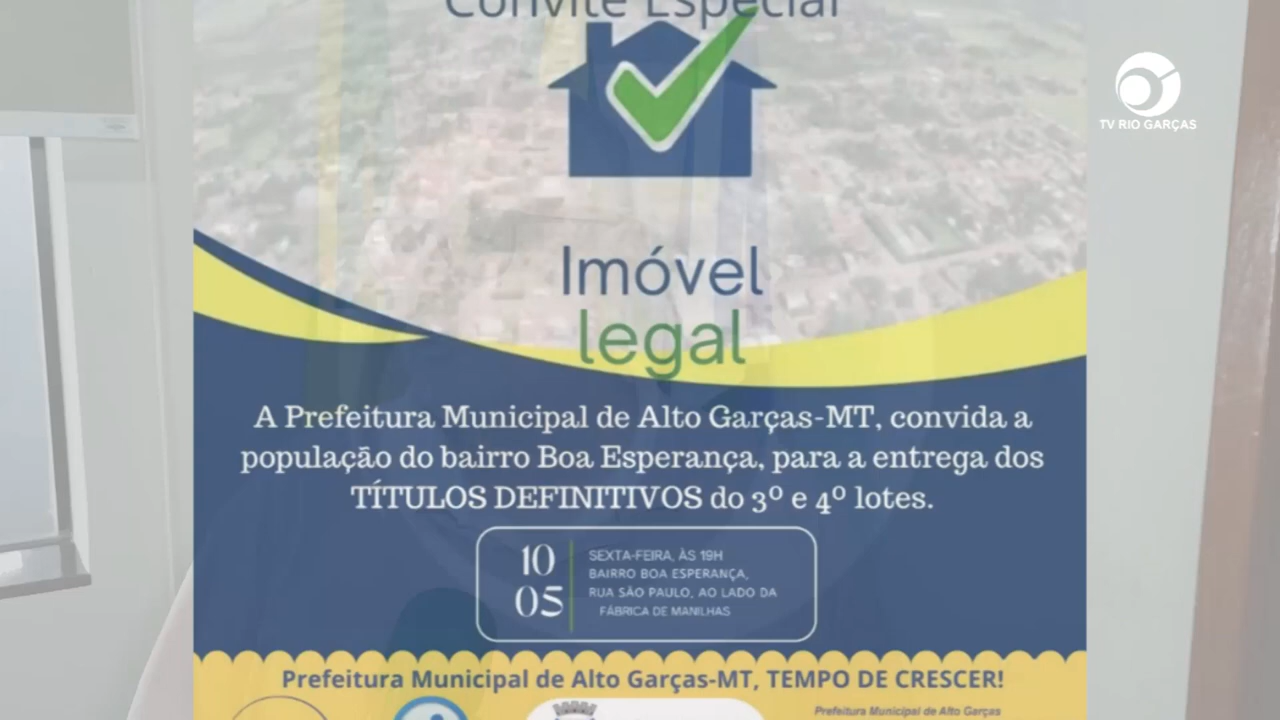 Convite Especial
TV RIO GARÇAS
Imóvel
legal
A Prefeitura Municipal de Alto Garças-MT, convida a
população do bairro Boa Esperança, para a entrega dos
TÍTULOS DEFINITIVOS do 3º e 4º lotes.
10
05
SEXTA-FEIRA, ÀS 19H
BAIRRO BOA ESPERANÇA,
RUA SÃO PAULO, AO LADO DA
FÁBRICA DE MANILHAS
Prefeitura Municipal de Alto Garças-MT, TEMPO DE CRESCER!
Prefeitura Municipal de Alto Garças